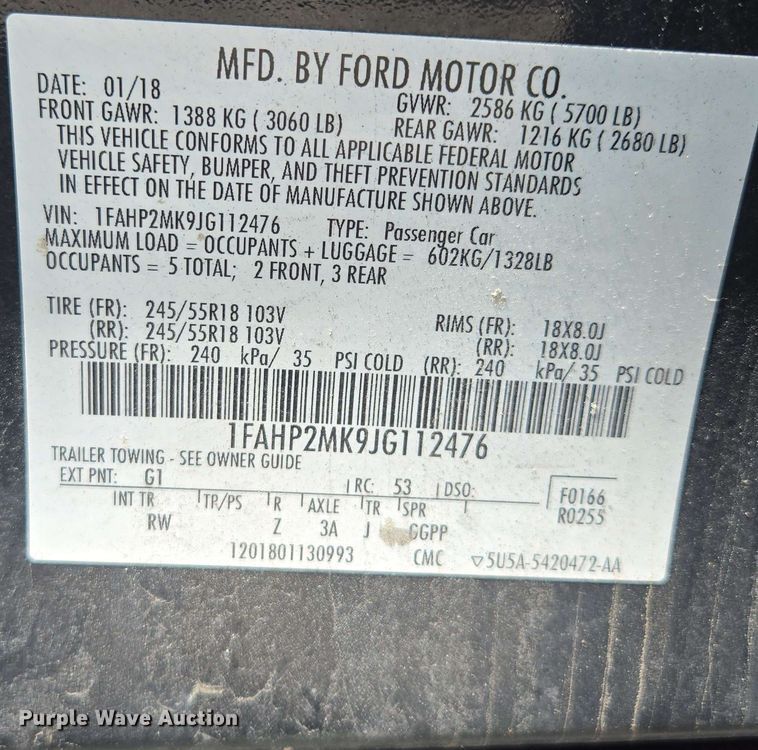 MFD. BY FORD MOTOR CO.
DATE: 01/18 GVWR: 2586 KG ( 5700 LB)
FRONT GAWR: 1388 KG ( 3060 LB) REAR GAWR: 1216 KG ( 2680 LB)
THIS VEHICLE CONFORMS TO ALL APPLICABLE FEDERAL MOTOR
VEHICLE SAFETY, BUMPER, AND THEFT PREVENTION STANDARDS
IN EFFECT ON THE DATE OF MANUFACTURE SHOWN ABOVE.
VIN: 1FAHP2MK9JG112476 TYPE: Passenger Car
MAXIMUM LOAD = OCCUPANTS + LUGGAGE = 602KG/1328LB
OCCUPANTS = 5 TOTAL; 2 FRONT, 3 REAR
TIRE (FR): 245/55R18 103V RIMS (FR): 18X8.0J
(RR): 245/55R18 103V (RR): 18X8.0J
PRESSURE (FR): 240 kPa/ 35 PSI COLD (RR): 240 kPa/ 35 PSI COLD
1FAHP2MK9JG112476
TRAILER TOWING - SEE OWNER GUIDE
EXT PNT: G1 RC: 53 DSO: F0166
INT TR TP/PS R AXLE TR SPR R0255
RW Z 3A J GGPP
1201801130993 CMC ▽5U5A-5420472-AA
Purple Wave Auction